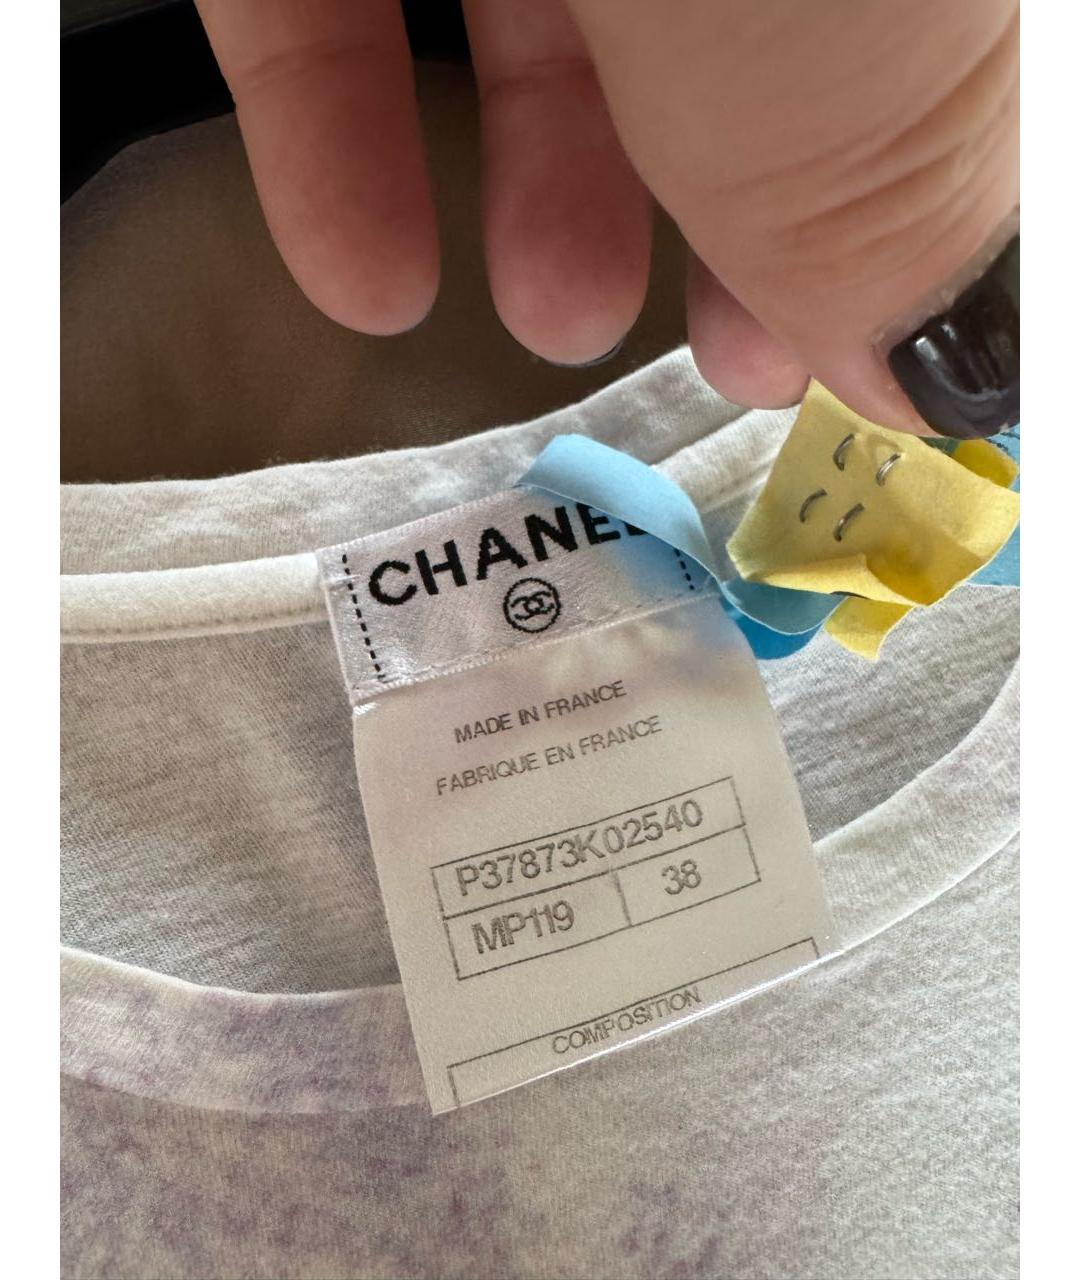 CHANEL
MADE IN FRANCE
FABRIQUE EN FRANCE
P37873K02540
MP119 38
COMPOSITION